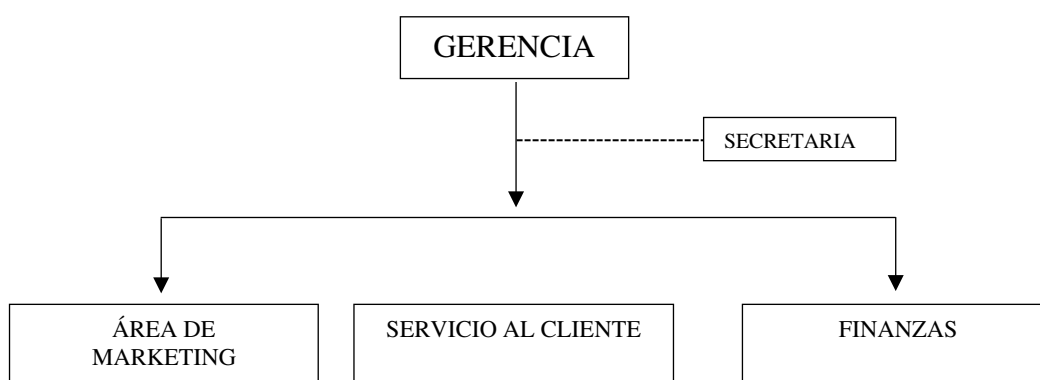 GERENCIA
SECRETARIA
ÁREA DE
MARKETING
SERVICIO AL CLIENTE
FINANZAS